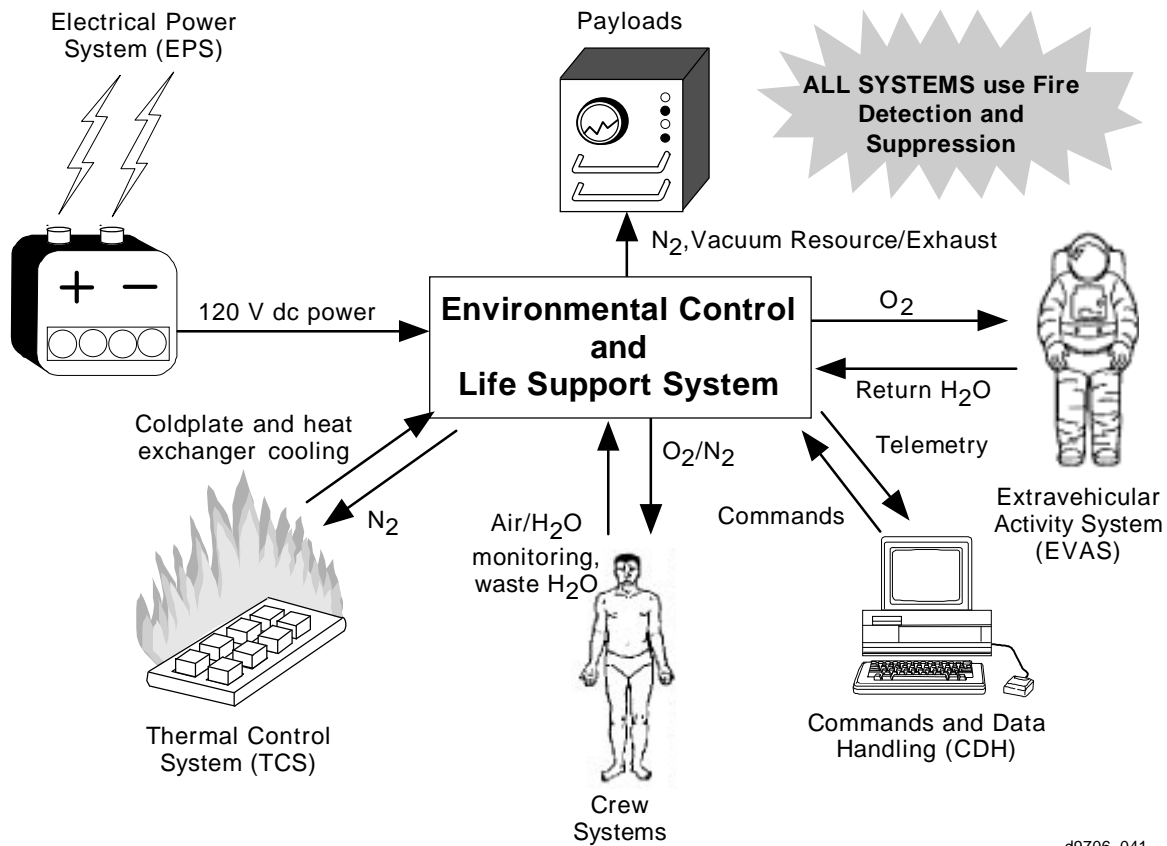 Electrical Power
System (EPS)
Payloads
ALL SYSTEMS use Fire
Detection and
Suppression
+ −
N2,Vacuum Resource/Exhaust
120 V dc power
Environmental Control
and
Life Support System
O2
Return H2O
Coldplate and heat
exchanger cooling
N2
Air/H2O
monitoring,
waste H2O
O2/N2
Telemetry
Commands
Extravehicular
Activity System
(EVAS)
Thermal Control
System (TCS)
Crew
Systems
Commands and Data
Handling (CDH)